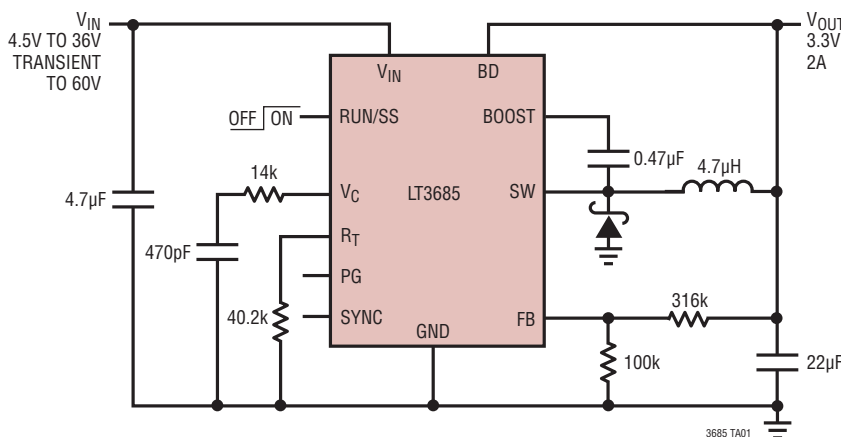 VIN
4.5V TO 36V
TRANSIENT
TO 60V
VOUT
3.3V
2A
VIN
BD
OFF ON
RUN/SS
BOOST
0.47µF
4.7µH
14k
VC
LT3685
SW
4.7µF
470pF
RT
PG
40.2k
SYNC
GND
FB
316k
100k
22µF
3685 TA01